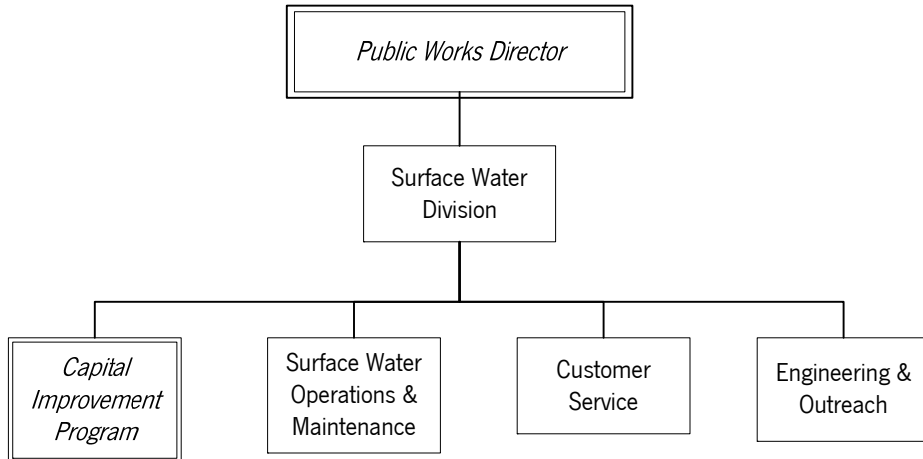 Public Works Director
Surface Water
Division
Capital
Improvement
Program
Surface Water
Operations &
Maintenance
Customer
Service
Engineering &
Outreach